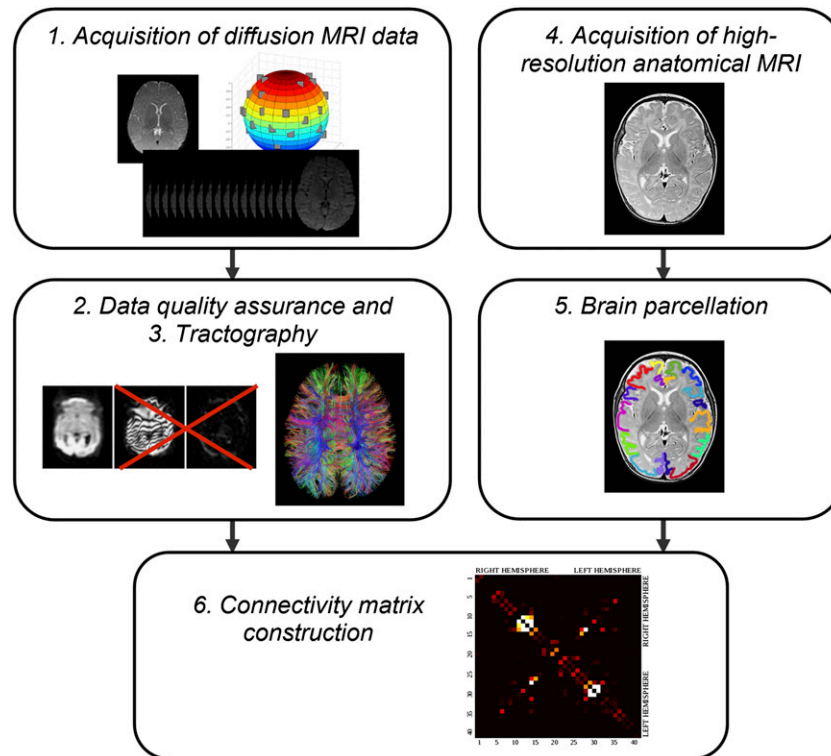 1. Acquisition of diffusion MRI data
4. Acquisition of high-
resolution anatomical MRI
2. Data quality assurance and
3. Tractography
5. Brain parcellation
6. Connectivity matrix
construction
RIGHT HEMISPHERE
LEFT HEMISPHERE
RIGHT HEMISPHERE
LEFT HEMISPHERE
1
5
10
15
20
25
30
35
40
1
5
10
15
20
25
30
35
40